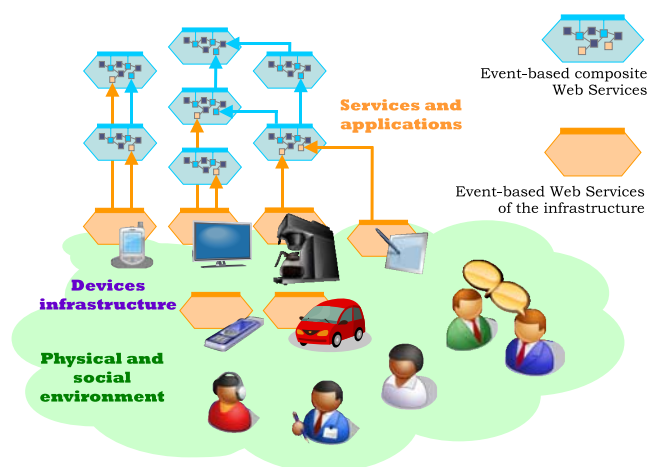 Event-based composite
Web Services
Services and
applications
Event-based Web Services
of the infrastructure
Devices
infrastructure
Physical and
social
environment